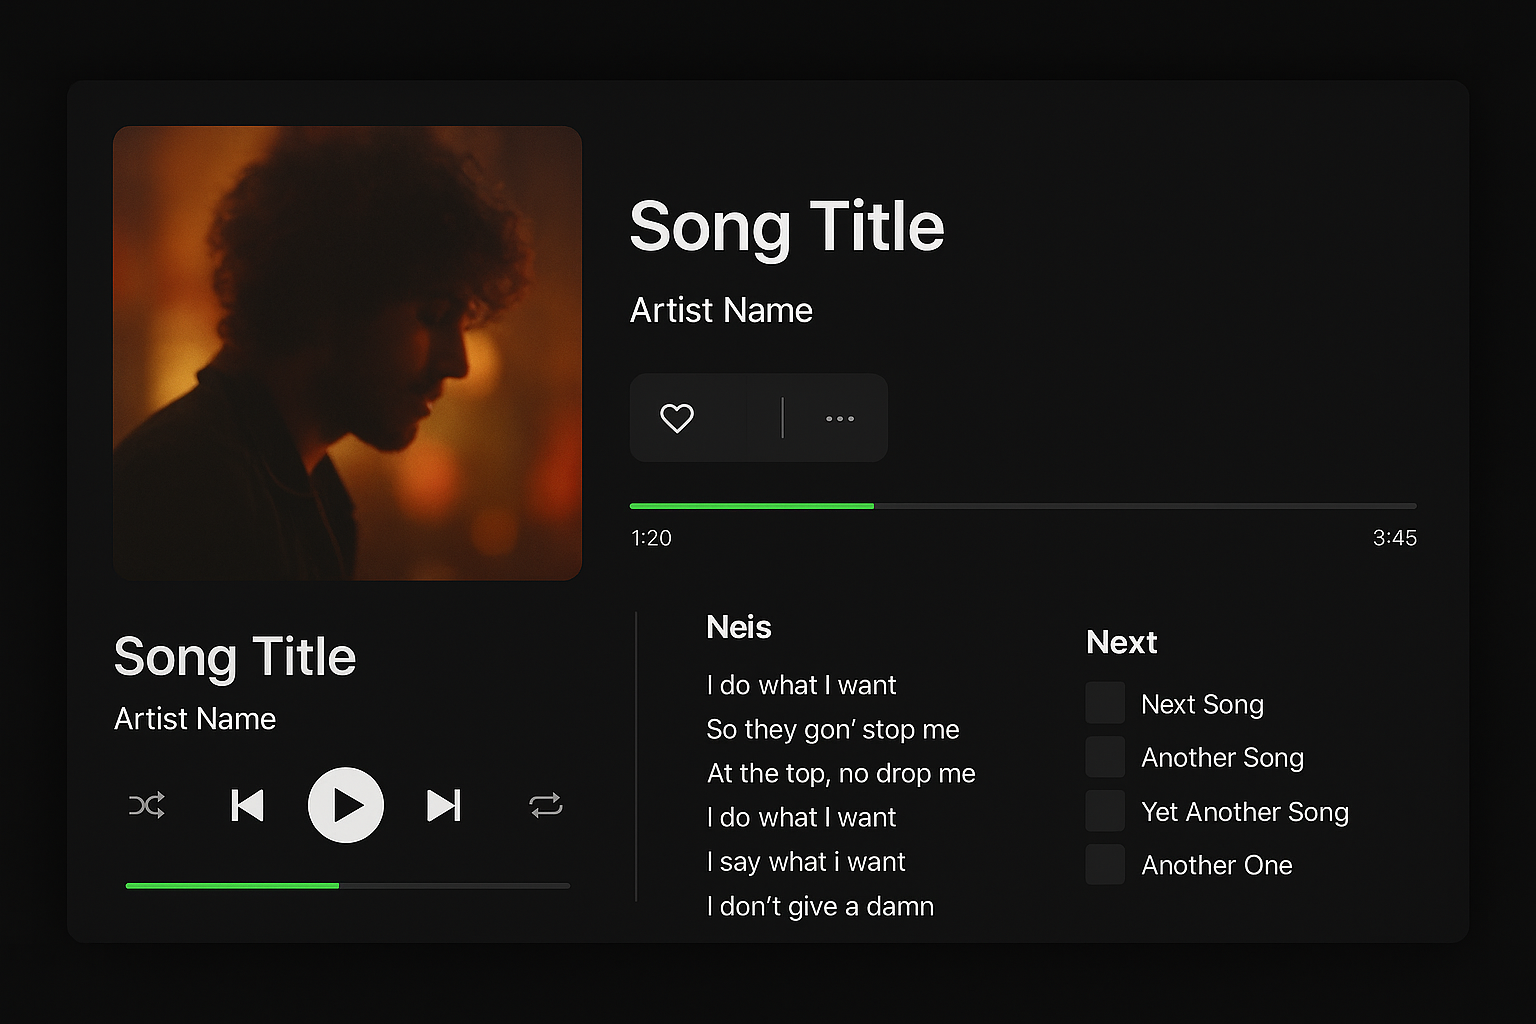 Song Title
Artist Name
1:20
3:45
Song Title
Artist Name
Neis
I do what I want
So they gon’ stop me
At the top, no drop me
I do what I want
I say what i want
I don’t give a damn
Next
Next Song
Another Song
Yet Another Song
Another One